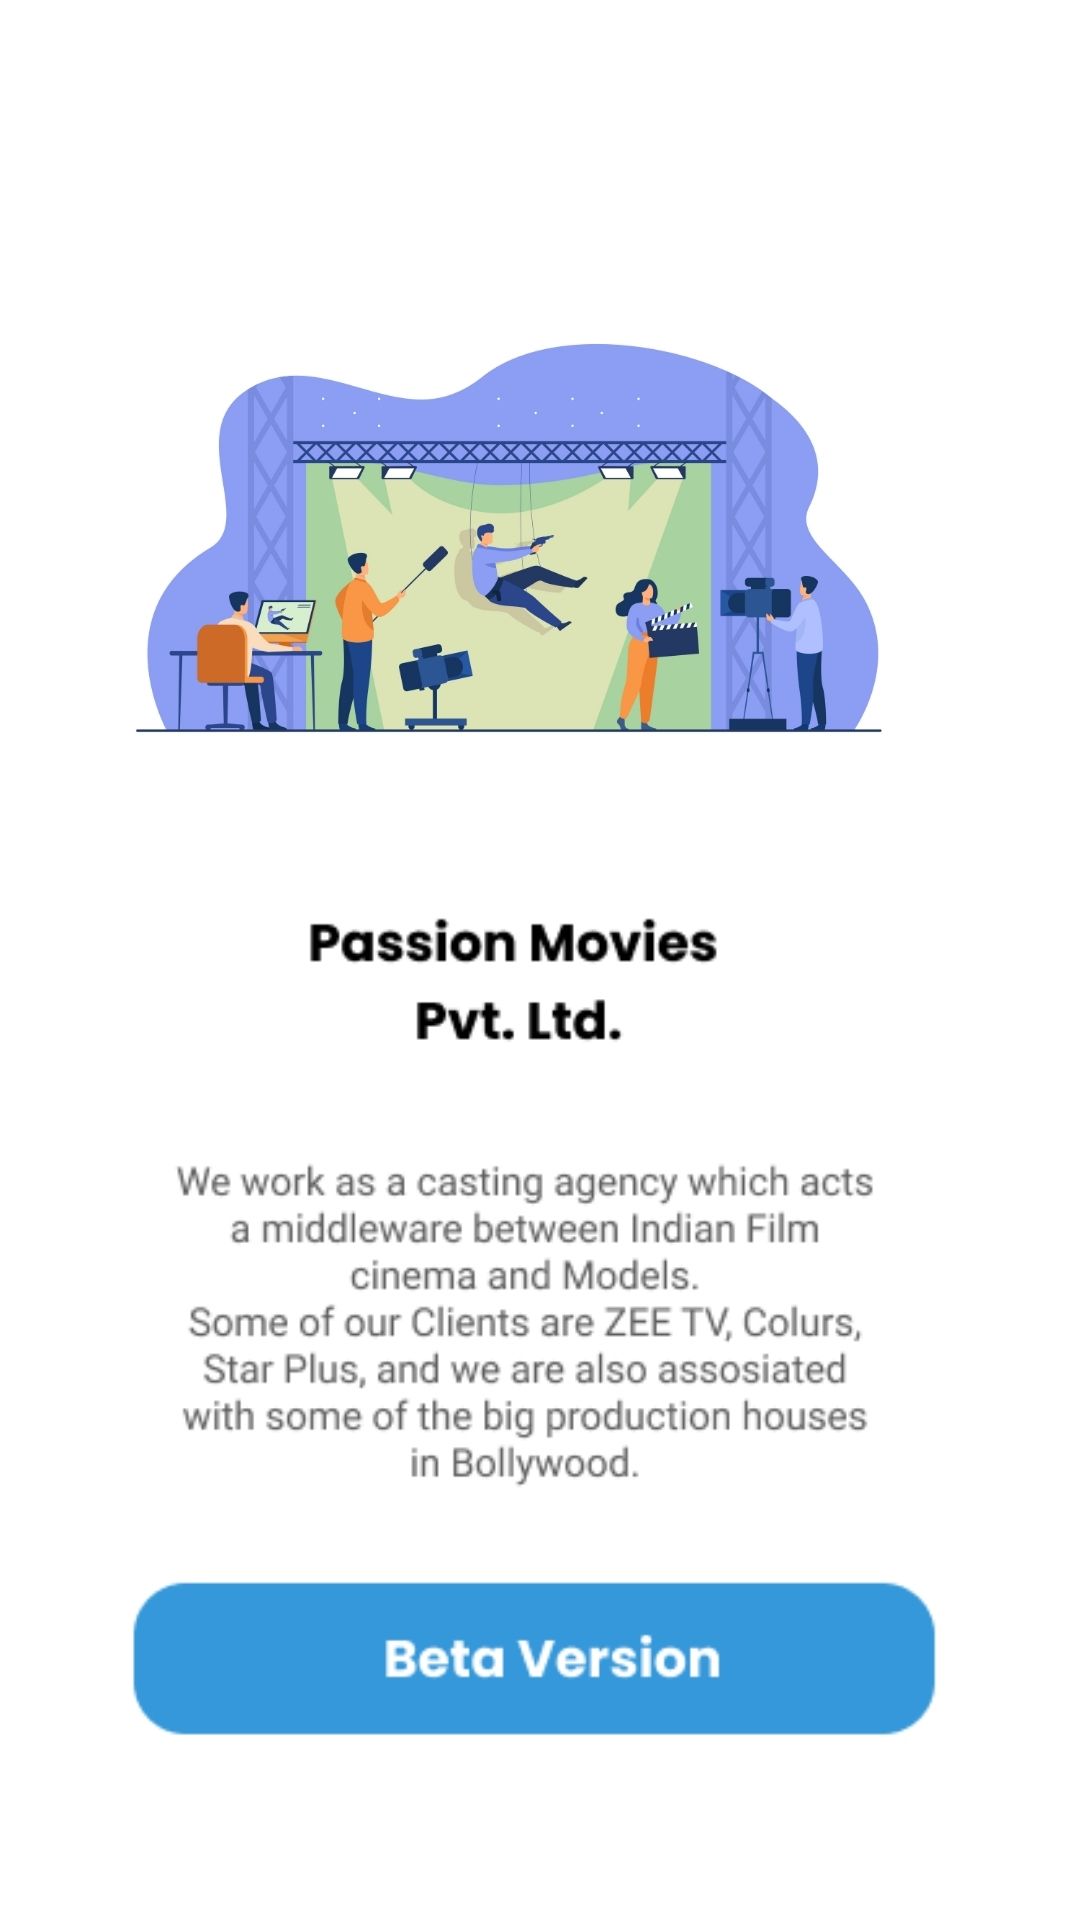 Passion Movies
Pvt. Ltd.
We work as a casting agency which acts
a middleware between Indian Film
cinema and Models.
Some of our Clients are ZEE TV, Colurs,
Star Plus, and we are also assosiated
with some of the big production houses
in Bollywood.
Beta Version